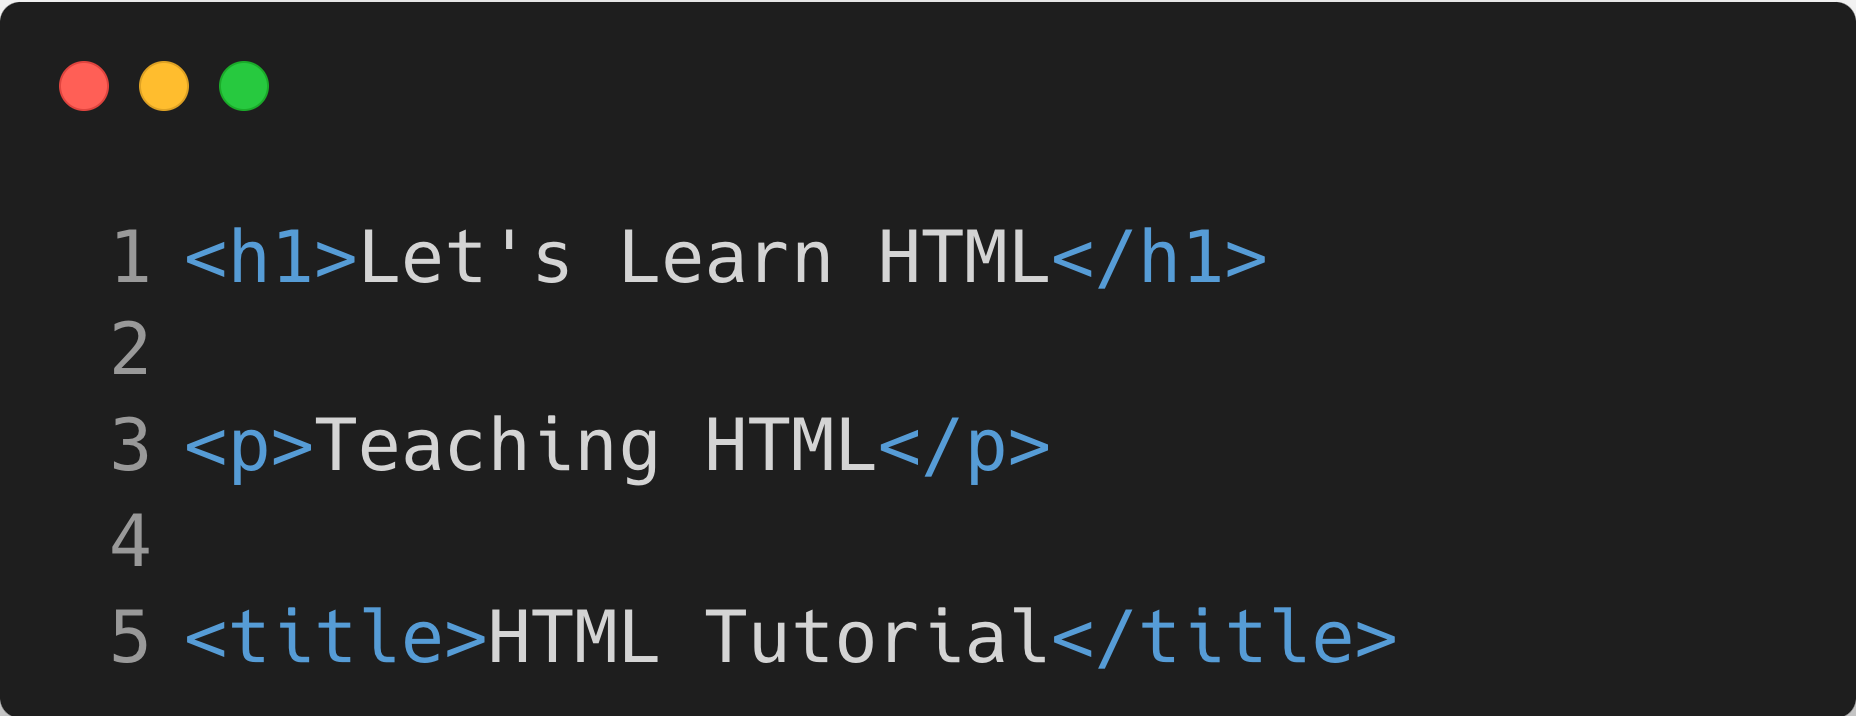 1 <h1>Let's Learn HTML</h1>
2
3 <p>Teaching HTML</p>
4
5 <title>HTML Tutorial</title>